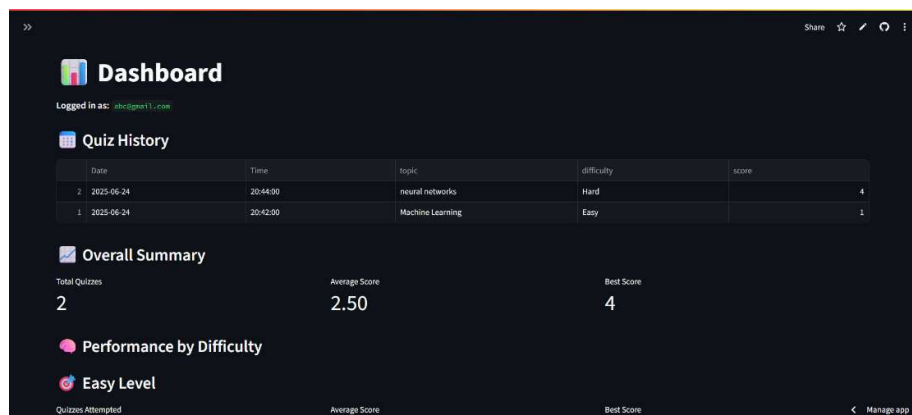 Share
Dashboard
Logged in as: abc@gmail.com
Quiz History
Date Time topic difficulty score
2 2025-06-24 20:44:00 neural networks Hard 4
1 2025-06-24 20:42:00 Machine Learning Easy 1
Overall Summary
Total Quizzes Average Score Best Score
2 2.50 4
Performance by Difficulty
Easy Level
Quizzes Attempted Average Score Best Score
Manage app